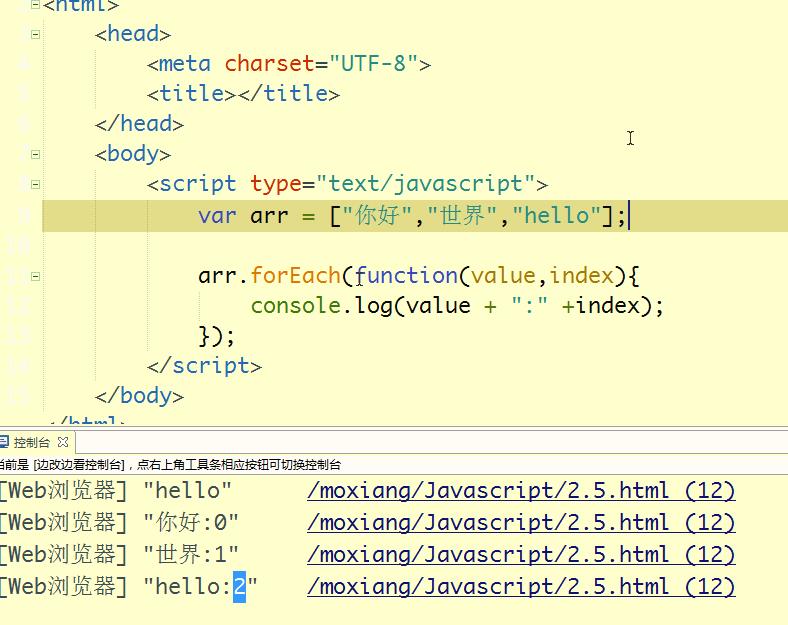 <html>
<head>
<meta charset="UTF-8">
<title></title>
</head>
<body>
<script type="text/javascript">
var arr = ["你好","世界","hello"];
arr.forEach(function(value,index){
console.log(value + ":" +index);
});
</script>
</body>
</html>
控制台
当前是 [边改边看控制台]，点右上角工具条相应按钮可切换控制台
[Web浏览器] "hello" /moxiang/Javascript/2.5.html (12)
[Web浏览器] "你好:0" /moxiang/Javascript/2.5.html (12)
[Web浏览器] "世界:1" /moxiang/Javascript/2.5.html (12)
[Web浏览器] "hello:2" /moxiang/Javascript/2.5.html (12)